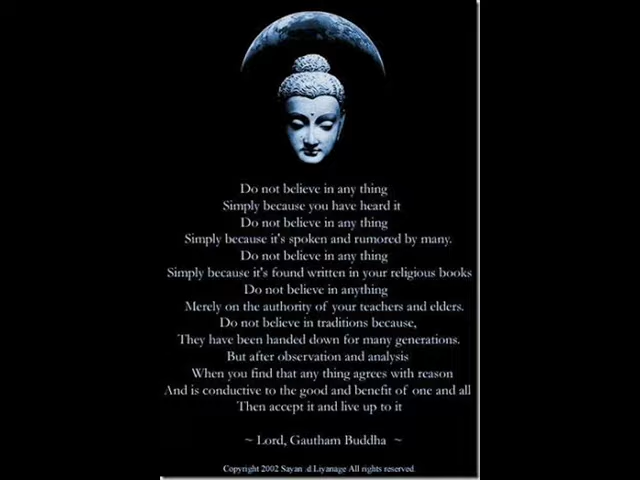 Do not believe in any thing
Simply because you have heard it
Do not believe in any thing
Simply because it's spoken and rumored by many.
Do not believe in any thing
Simply because it's found written in your religious books
Do not believe in anything
Merely on the authority of your teachers and elders.
Do not believe in traditions because,
They have been handed down for many generations.
But after observation and analysis
When you find that any thing agrees with reason
And is conductive to the good and benefit of one and all
Then accept it and live up to it
~ Lord, Gautham Buddha ~
Copyright 2002 Liyanage All rights reserved.